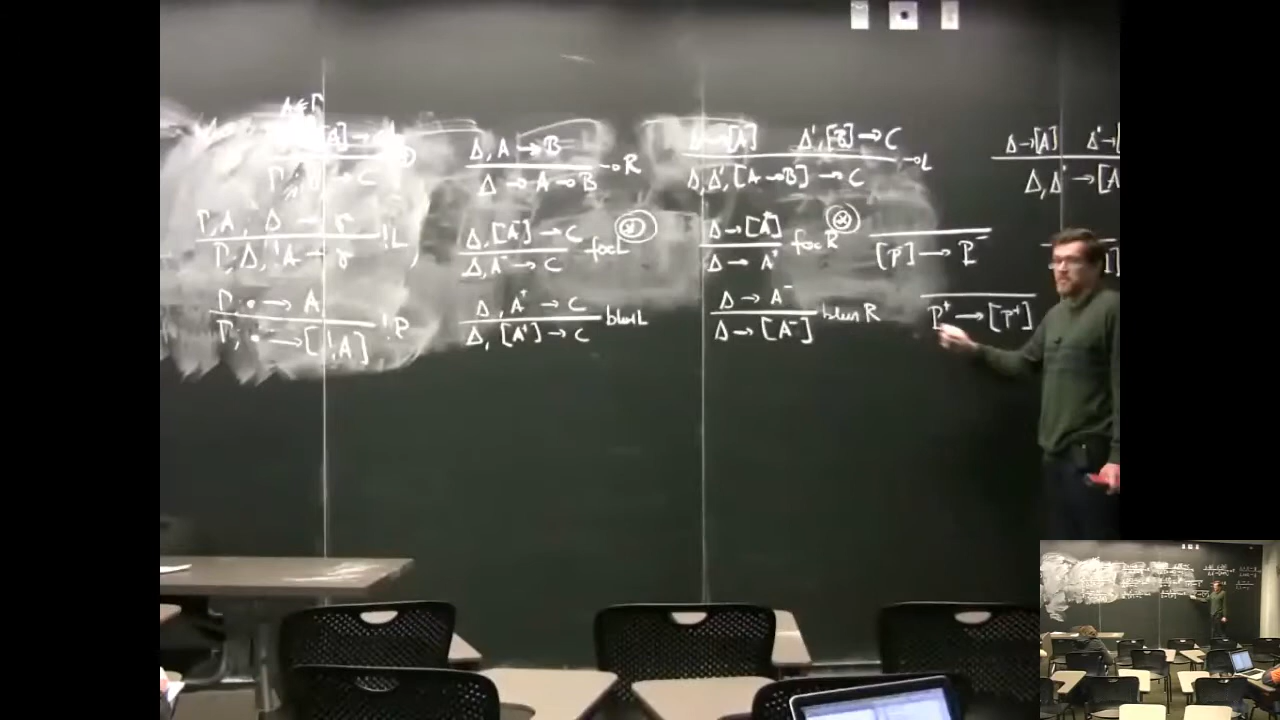 A ∈ Γ
A] → C
Γ, → C
Δ, A → B
Δ → A ⊸ B ⊸R
Δ → [A] Δ', [B] → C
Δ, Δ', [A ⊸ B] → C ⊸L
Δ → [A] Δ' → [
Δ, Δ' → [A
Γ, A, Δ → γ
Γ, Δ, !A → γ !L ,
Δ, [A⁻] → C
Δ, A⁻ → C focL
Δ → [A⁺]
Δ → A⁺ focR
[P⁻] → P⁻
Γ; • → A
Γ; • → [!A] !R
Δ, A⁺ → C
Δ, [A⁺] → C blurL
Δ → A⁻
Δ → [A⁻] blurR
P⁺ → [P⁺]